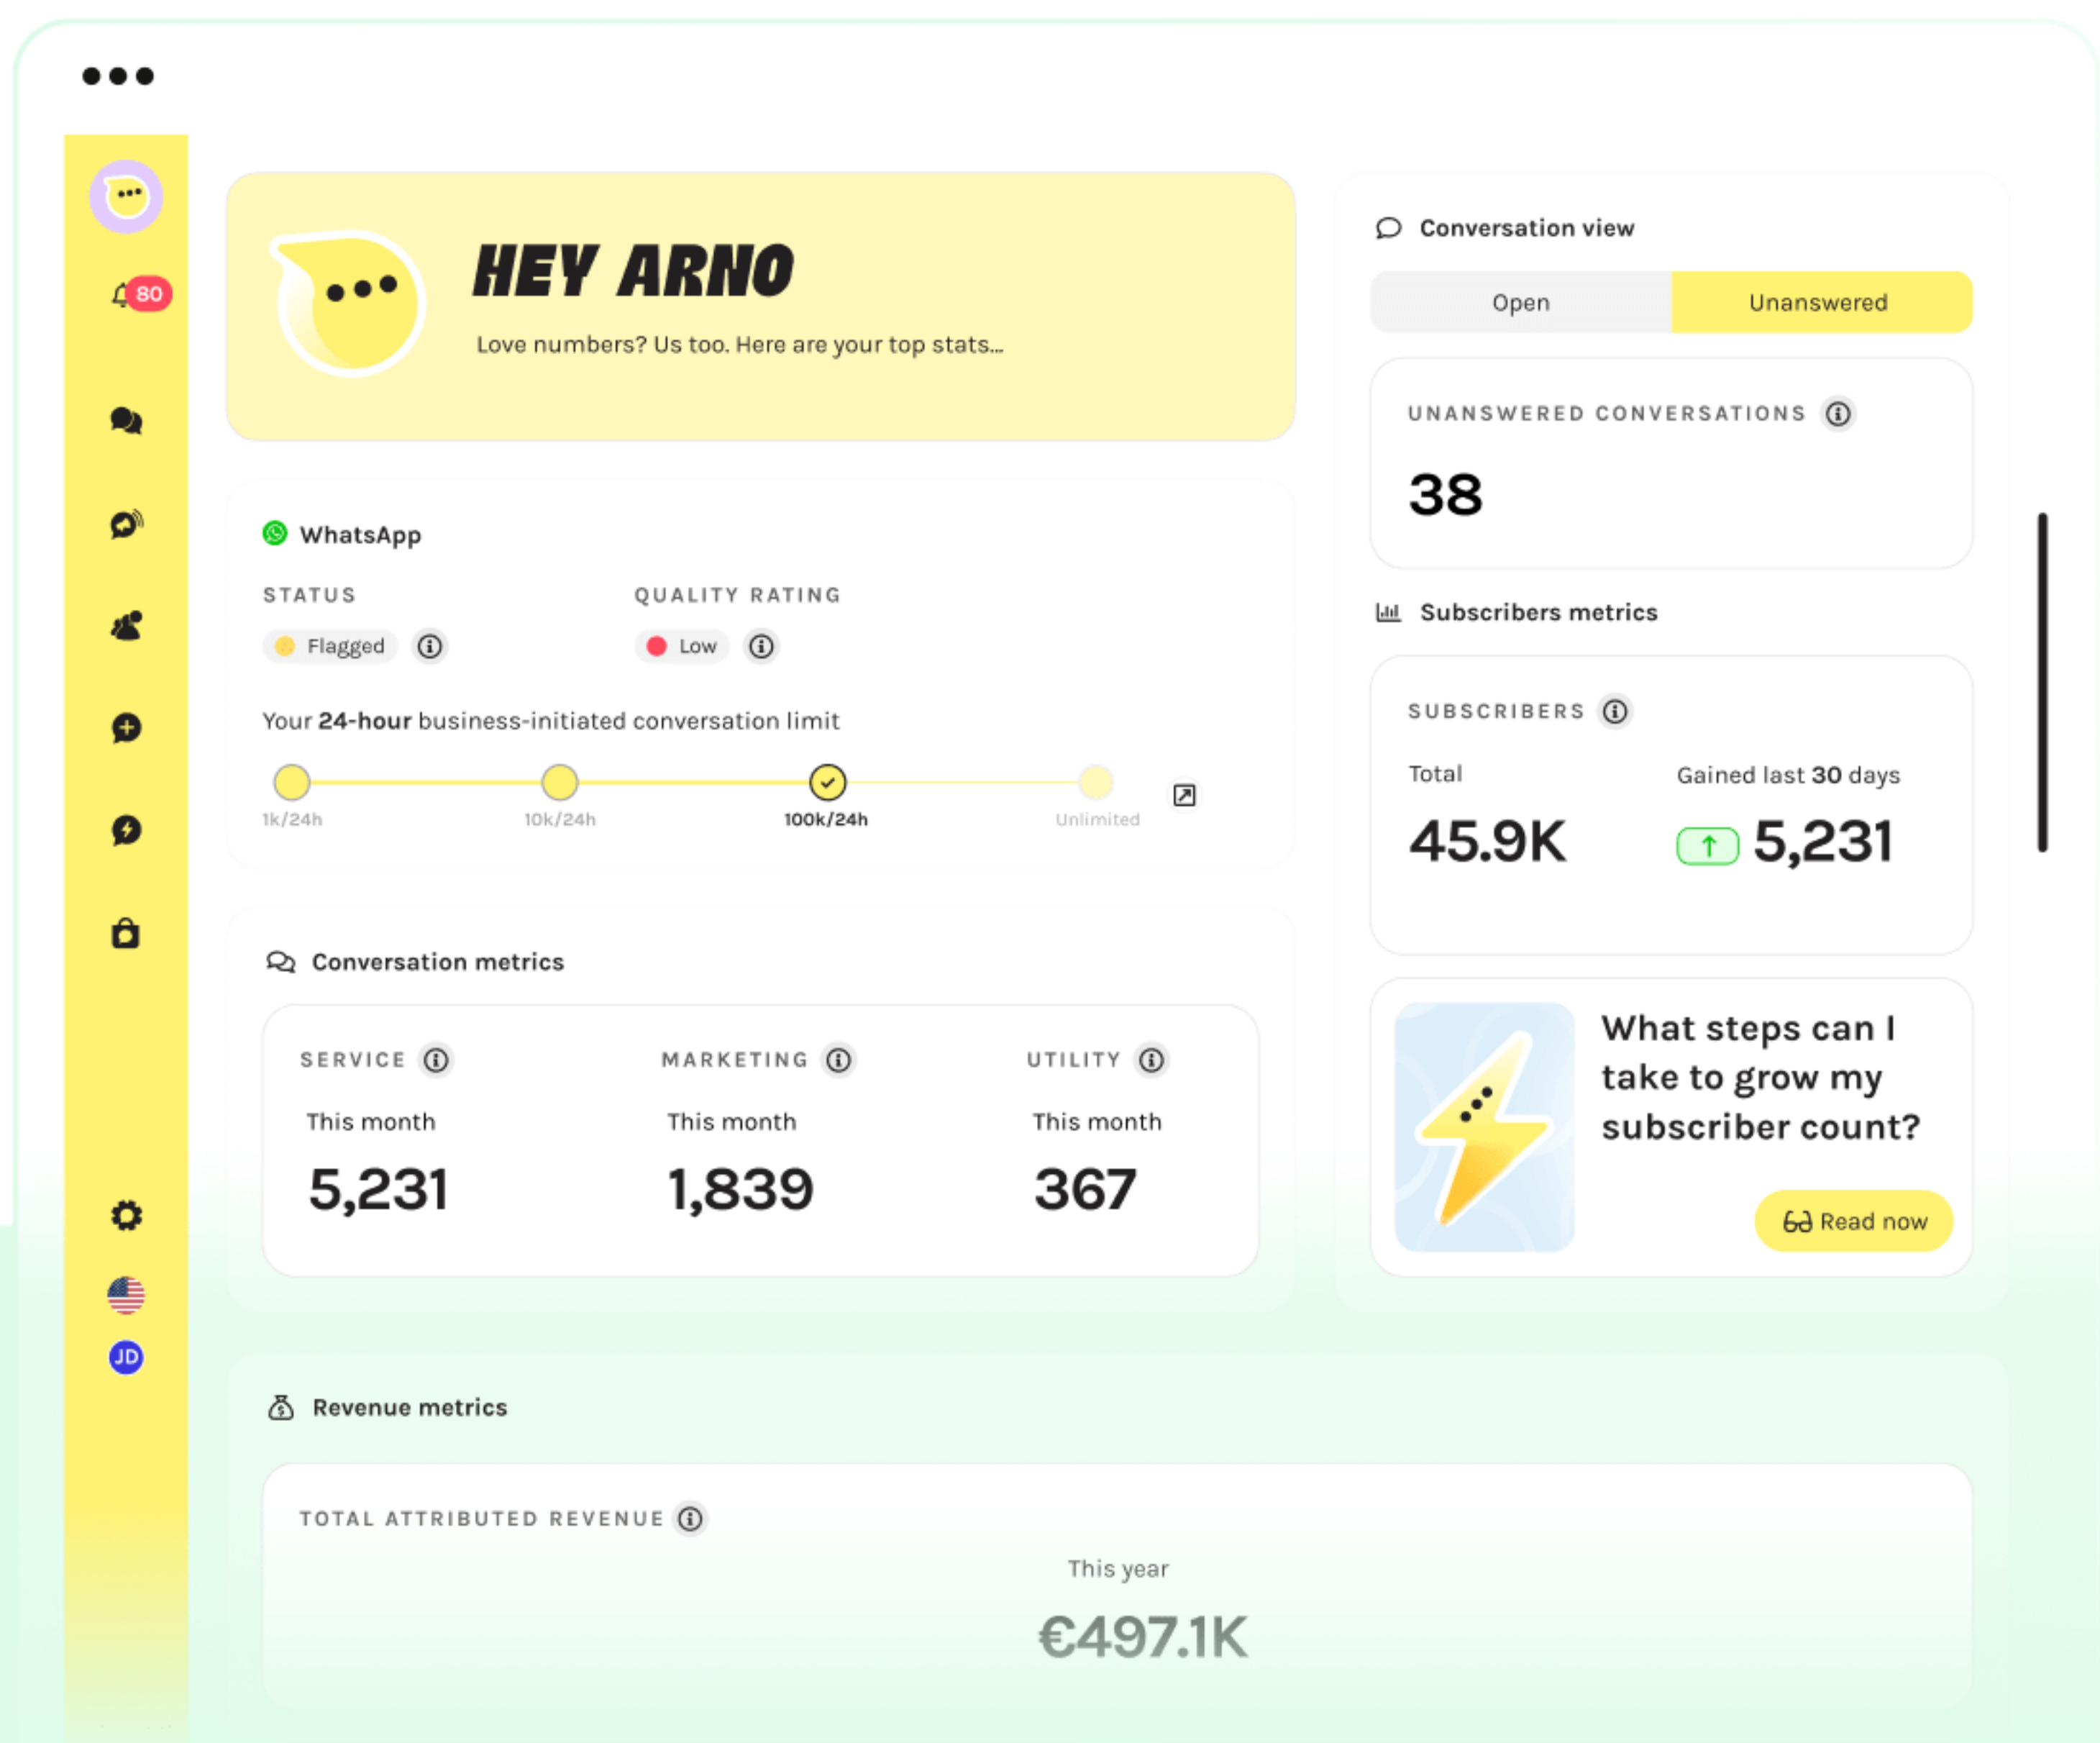 80
JD
HEY ARNO
Love numbers? Us too. Here are your top stats...
WhatsApp
STATUS
QUALITY RATING
Flagged
Low
Your 24-hour business-initiated conversation limit
1k/24h
10k/24h
100k/24h
Unlimited
Conversation metrics
SERVICE
MARKETING
UTILITY
This month
This month
This month
5,231
1,839
367
Conversation view
Open
Unanswered
UNANSWERED CONVERSATIONS
38
Subscribers metrics
SUBSCRIBERS
Total
Gained last 30 days
45.9K
5,231
What steps can I
take to grow my
subscriber count?
Read now
Revenue metrics
TOTAL ATTRIBUTED REVENUE
This year
€497.1K